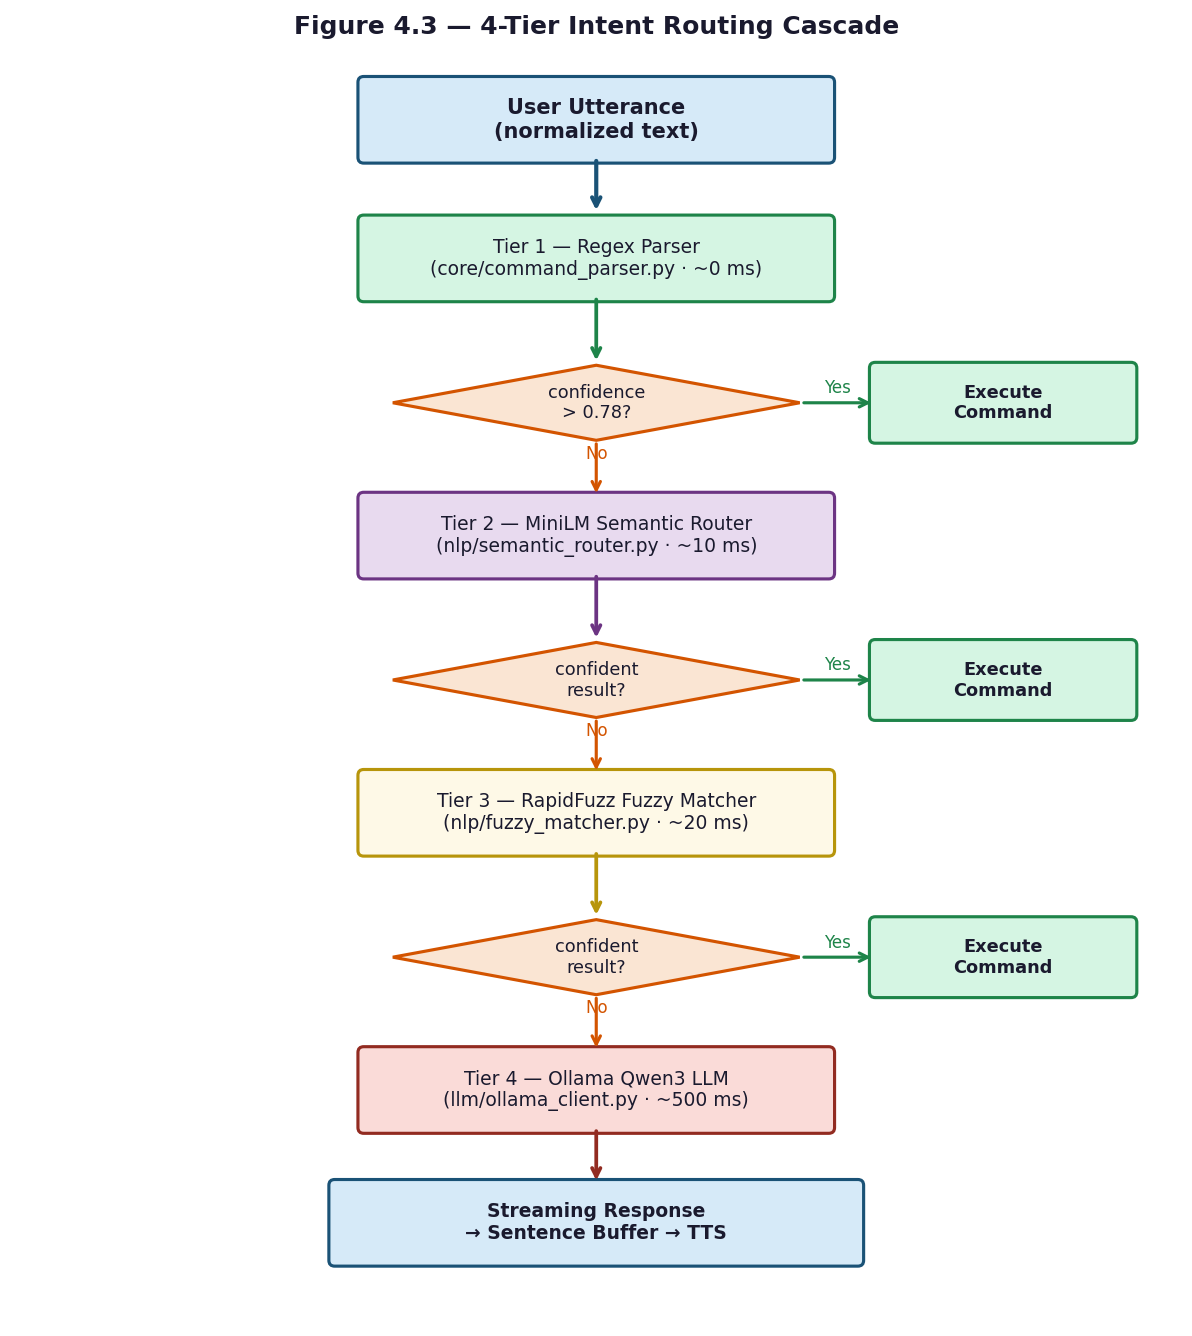 Figure 4.3 — 4-Tier Intent Routing Cascade
User Utterance
(normalized text)
Tier 1 — Regex Parser
(core/command_parser.py · ~0 ms)
confidence
> 0.78?
Yes
Execute
Command
No
Tier 2 — MiniLM Semantic Router
(nlp/semantic_router.py · ~10 ms)
confident
result?
Yes
Execute
Command
No
Tier 3 — RapidFuzz Fuzzy Matcher
(nlp/fuzzy_matcher.py · ~20 ms)
confident
result?
Yes
Execute
Command
No
Tier 4 — Ollama Qwen3 LLM
(llm/ollama_client.py · ~500 ms)
Streaming Response
→ Sentence Buffer → TTS